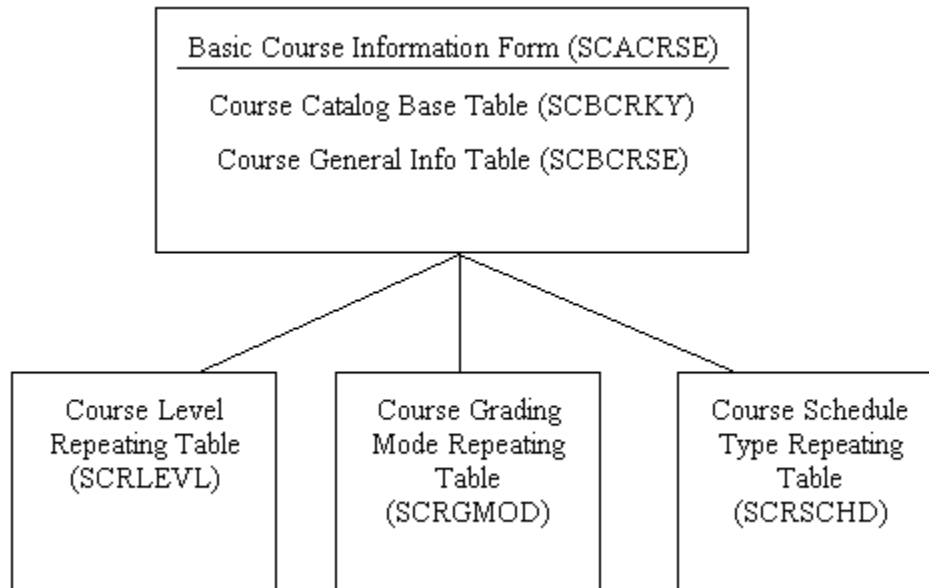 Basic Course Information Form (SCACRSE)
Course Catalog Base Table (SCBCRKY)
Course General Info Table (SCBCRSE)
Course Level
Repeating Table
(SCRLEVL)
Course Grading
Mode Repeating
Table
(SCRGMOD)
Course Schedule
Type Repeating
Table
(SCRSCHD)